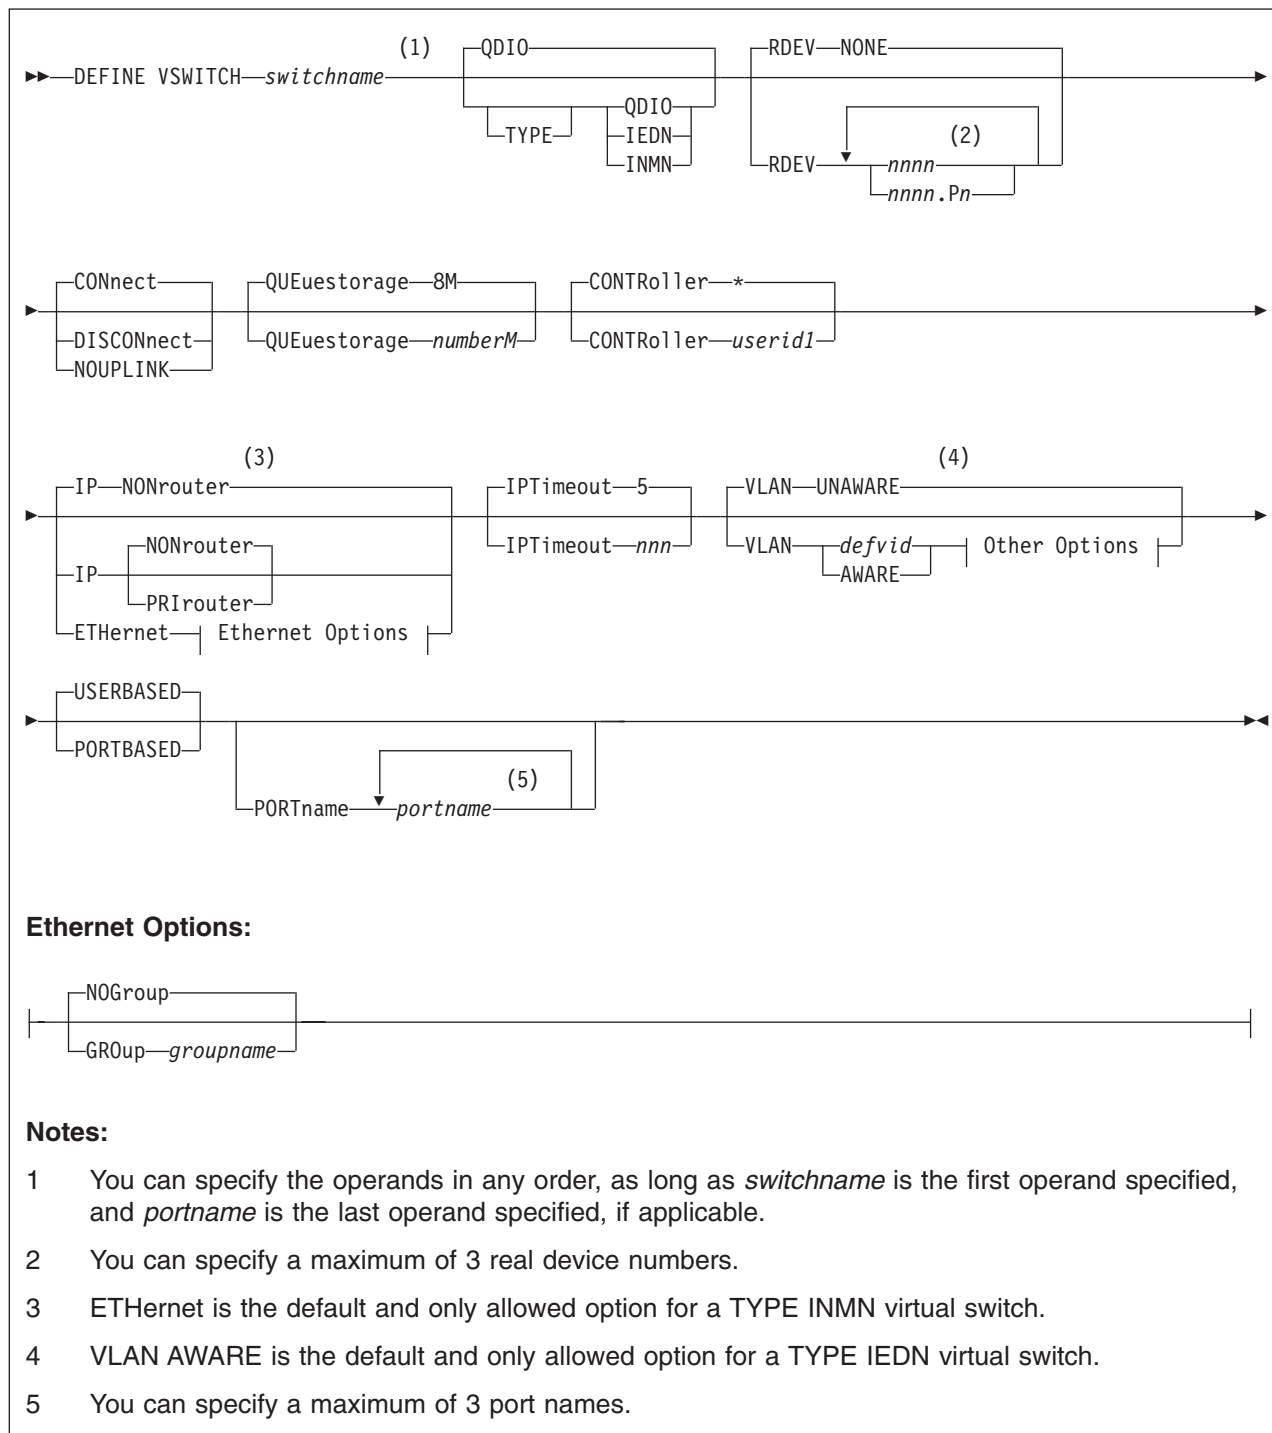 (1) QDIO RDEV NONE
DEFINE VSWITCH switchname
QDIO (2)
TYPE IEDN RDEV nnnn
INMN nnnn.Pn
CONnect QUEuestorage 8M CONTRoller *
DISCONnect QUEuestorage numberM CONTRoller userid1
NOUPLINK
(3) (4)
IP NONrouter IPTimeout 5 VLAN UNAWARE
NONrouter IPTimeout nnn VLAN defvid Other Options
IP AWARE
PRIrouter
ETHernet Ethernet Options
USERBASED
PORTBASED
(5)
PORTname portname
Ethernet Options:
NOGroup
GROup groupname
Notes:
1 You can specify the operands in any order, as long as switchname is the first operand specified,
and portname is the last operand specified, if applicable.
2 You can specify a maximum of 3 real device numbers.
3 ETHernet is the default and only allowed option for a TYPE INMN virtual switch.
4 VLAN AWARE is the default and only allowed option for a TYPE IEDN virtual switch.
5 You can specify a maximum of 3 port names.